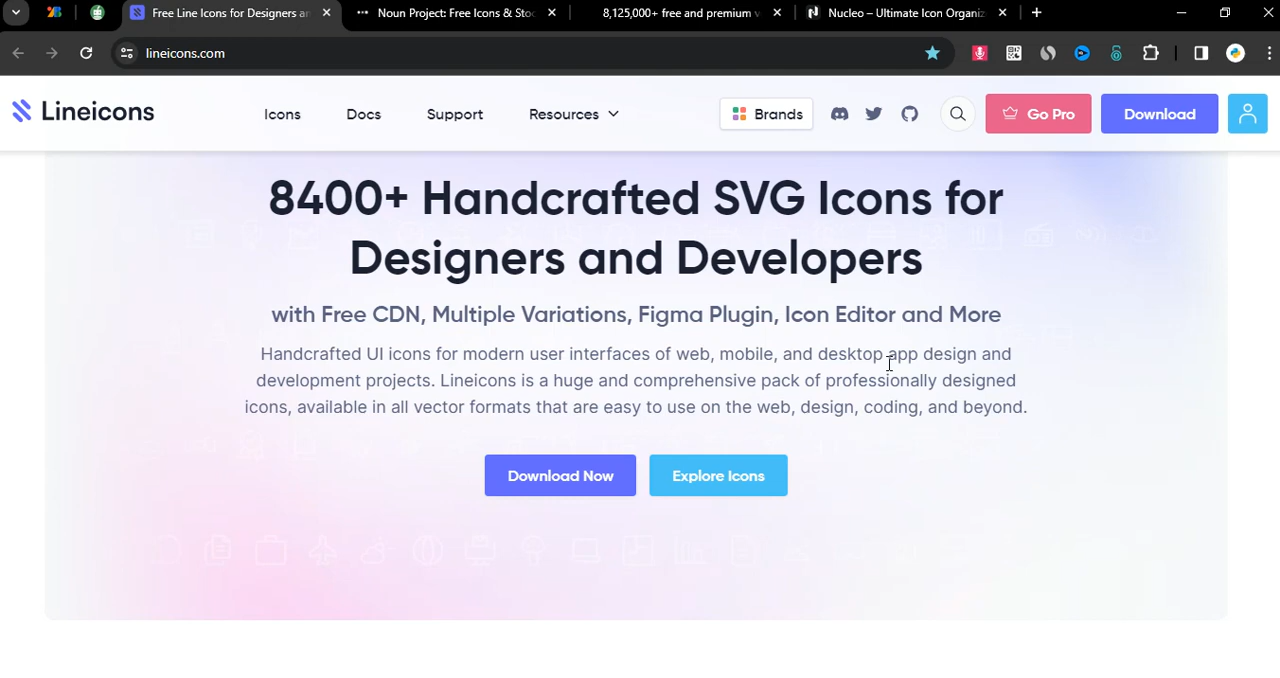 Free Line Icons for Designers an
Noun Project: Free Icons & Stoc
8,125,000+ free and premium v
Nucleo – Ultimate Icon Organiz
lineicons.com
Lineicons
Icons
Docs
Support
Resources
Brands
Go Pro
Download
8400+ Handcrafted SVG Icons for
Designers and Developers
with Free CDN, Multiple Variations, Figma Plugin, Icon Editor and More
Handcrafted UI icons for modern user interfaces of web, mobile, and desktop app design and
development projects. Lineicons is a huge and comprehensive pack of professionally designed
icons, available in all vector formats that are easy to use on the web, design, coding, and beyond.
Download Now
Explore Icons